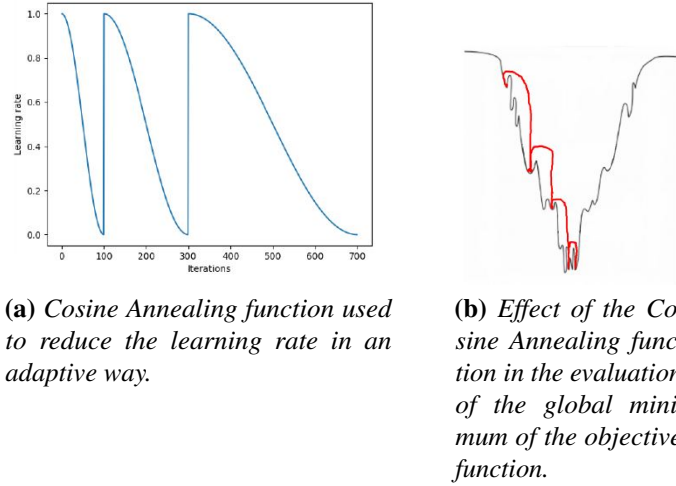 1.0
0.8
0.6
0.4
0.2
0.0
Learning rate
0 100 200 300 400 500 600 700
Iterations
(a) Cosine Annealing function used
to reduce the learning rate in an
adaptive way.
(b) Effect of the Co
sine Annealing func
tion in the evaluation
of the global mini
mum of the objective
function.